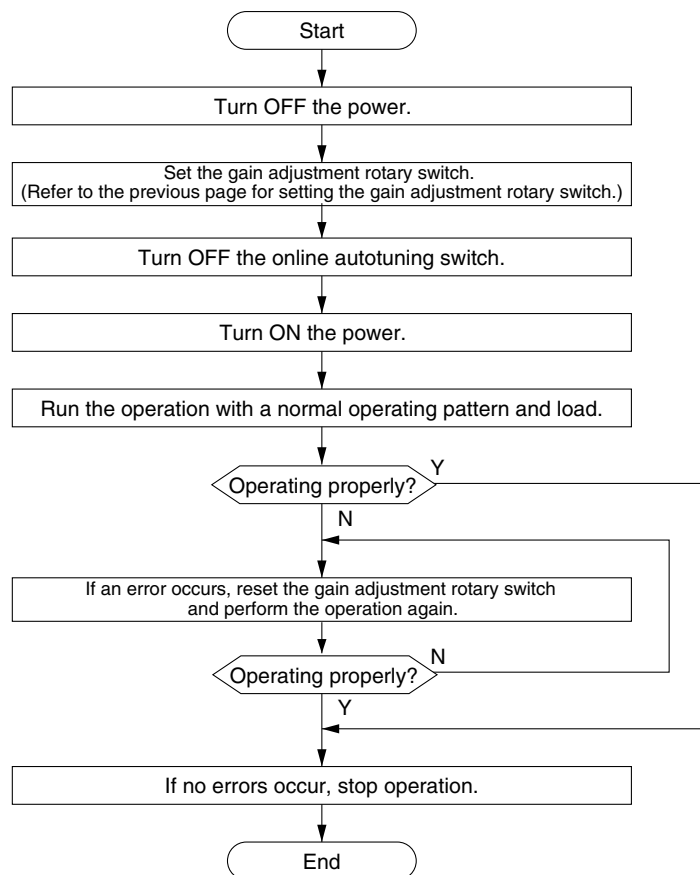 Start
Turn OFF the power.
Set the gain adjustment rotary switch.
(Refer to the previous page for setting the gain adjustment rotary switch.)
Turn OFF the online autotuning switch.
Turn ON the power.
Run the operation with a normal operating pattern and load.
Operating properly?
Y
N
If an error occurs, reset the gain adjustment rotary switch
and perform the operation again.
Operating properly?
N
Y
If no errors occur, stop operation.
End